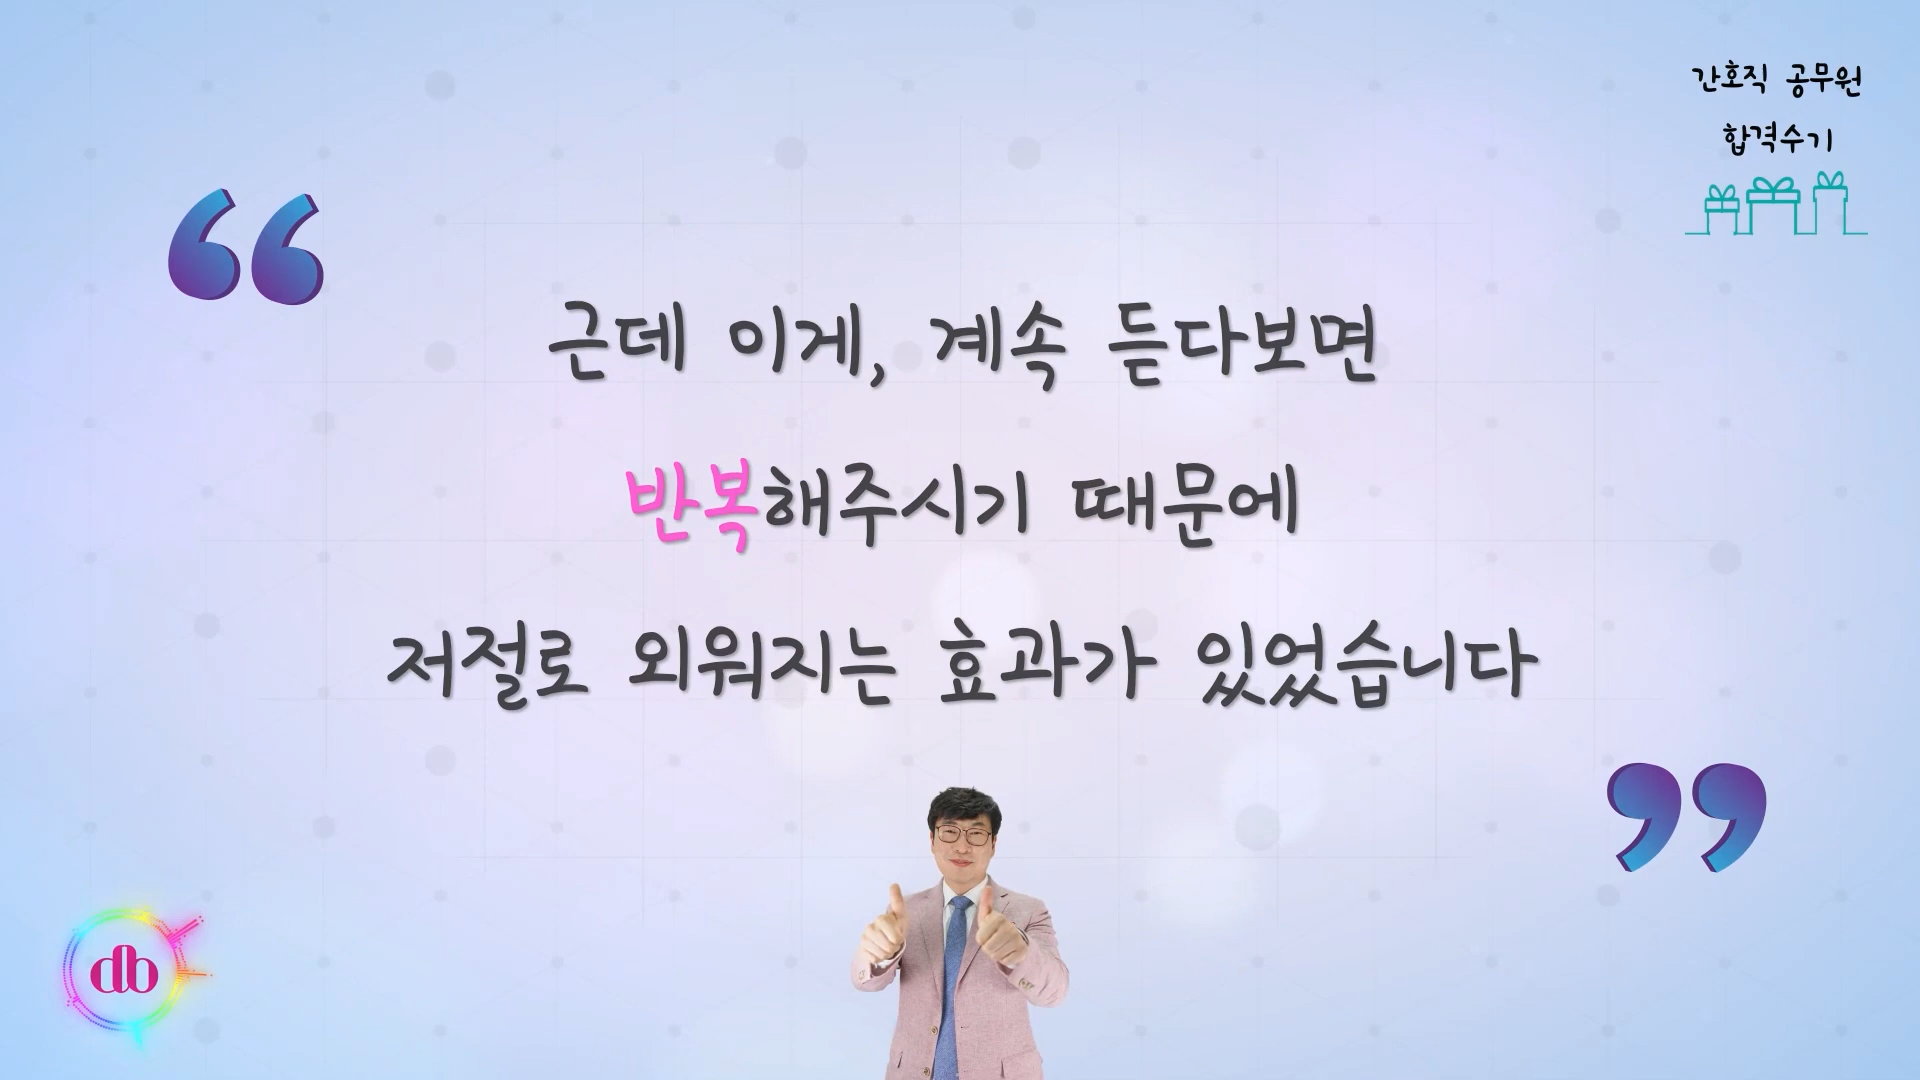 간호직 공무원
합격수기
“
근데 이게, 계속 듣다보면
반복해주시기 때문에
저절로 외워지는 효과가 있었습니다
”
db